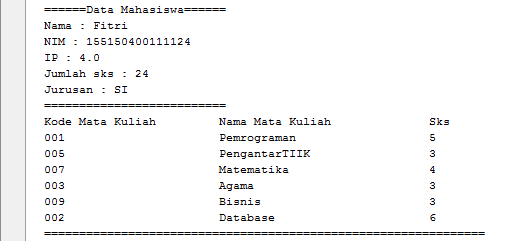 ======Data Mahasiswa======
Nama : Fitri
NIM : 155150400111124
IP : 4.0
Jumlah sks : 24
Jurusan : SI
==========================
Kode Mata Kuliah Nama Mata Kuliah Sks
001 Pemrograman 5
005 PengantarTIIK 3
007 Matematika 4
003 Agama 3
009 Bisnis 3
002 Database 6
===============================================================